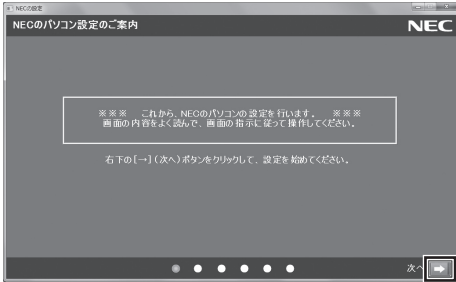 NECの設定
NECのパソコン設定のご案内
NEC
※※※ これから、NECのパソコンの設定を行います。 ※※※
画面の内容をよく読んで、画面の指示に従って操作してください。
右下の[→](次へ)ボタンをクリックして、設定を始めてください。
次へ